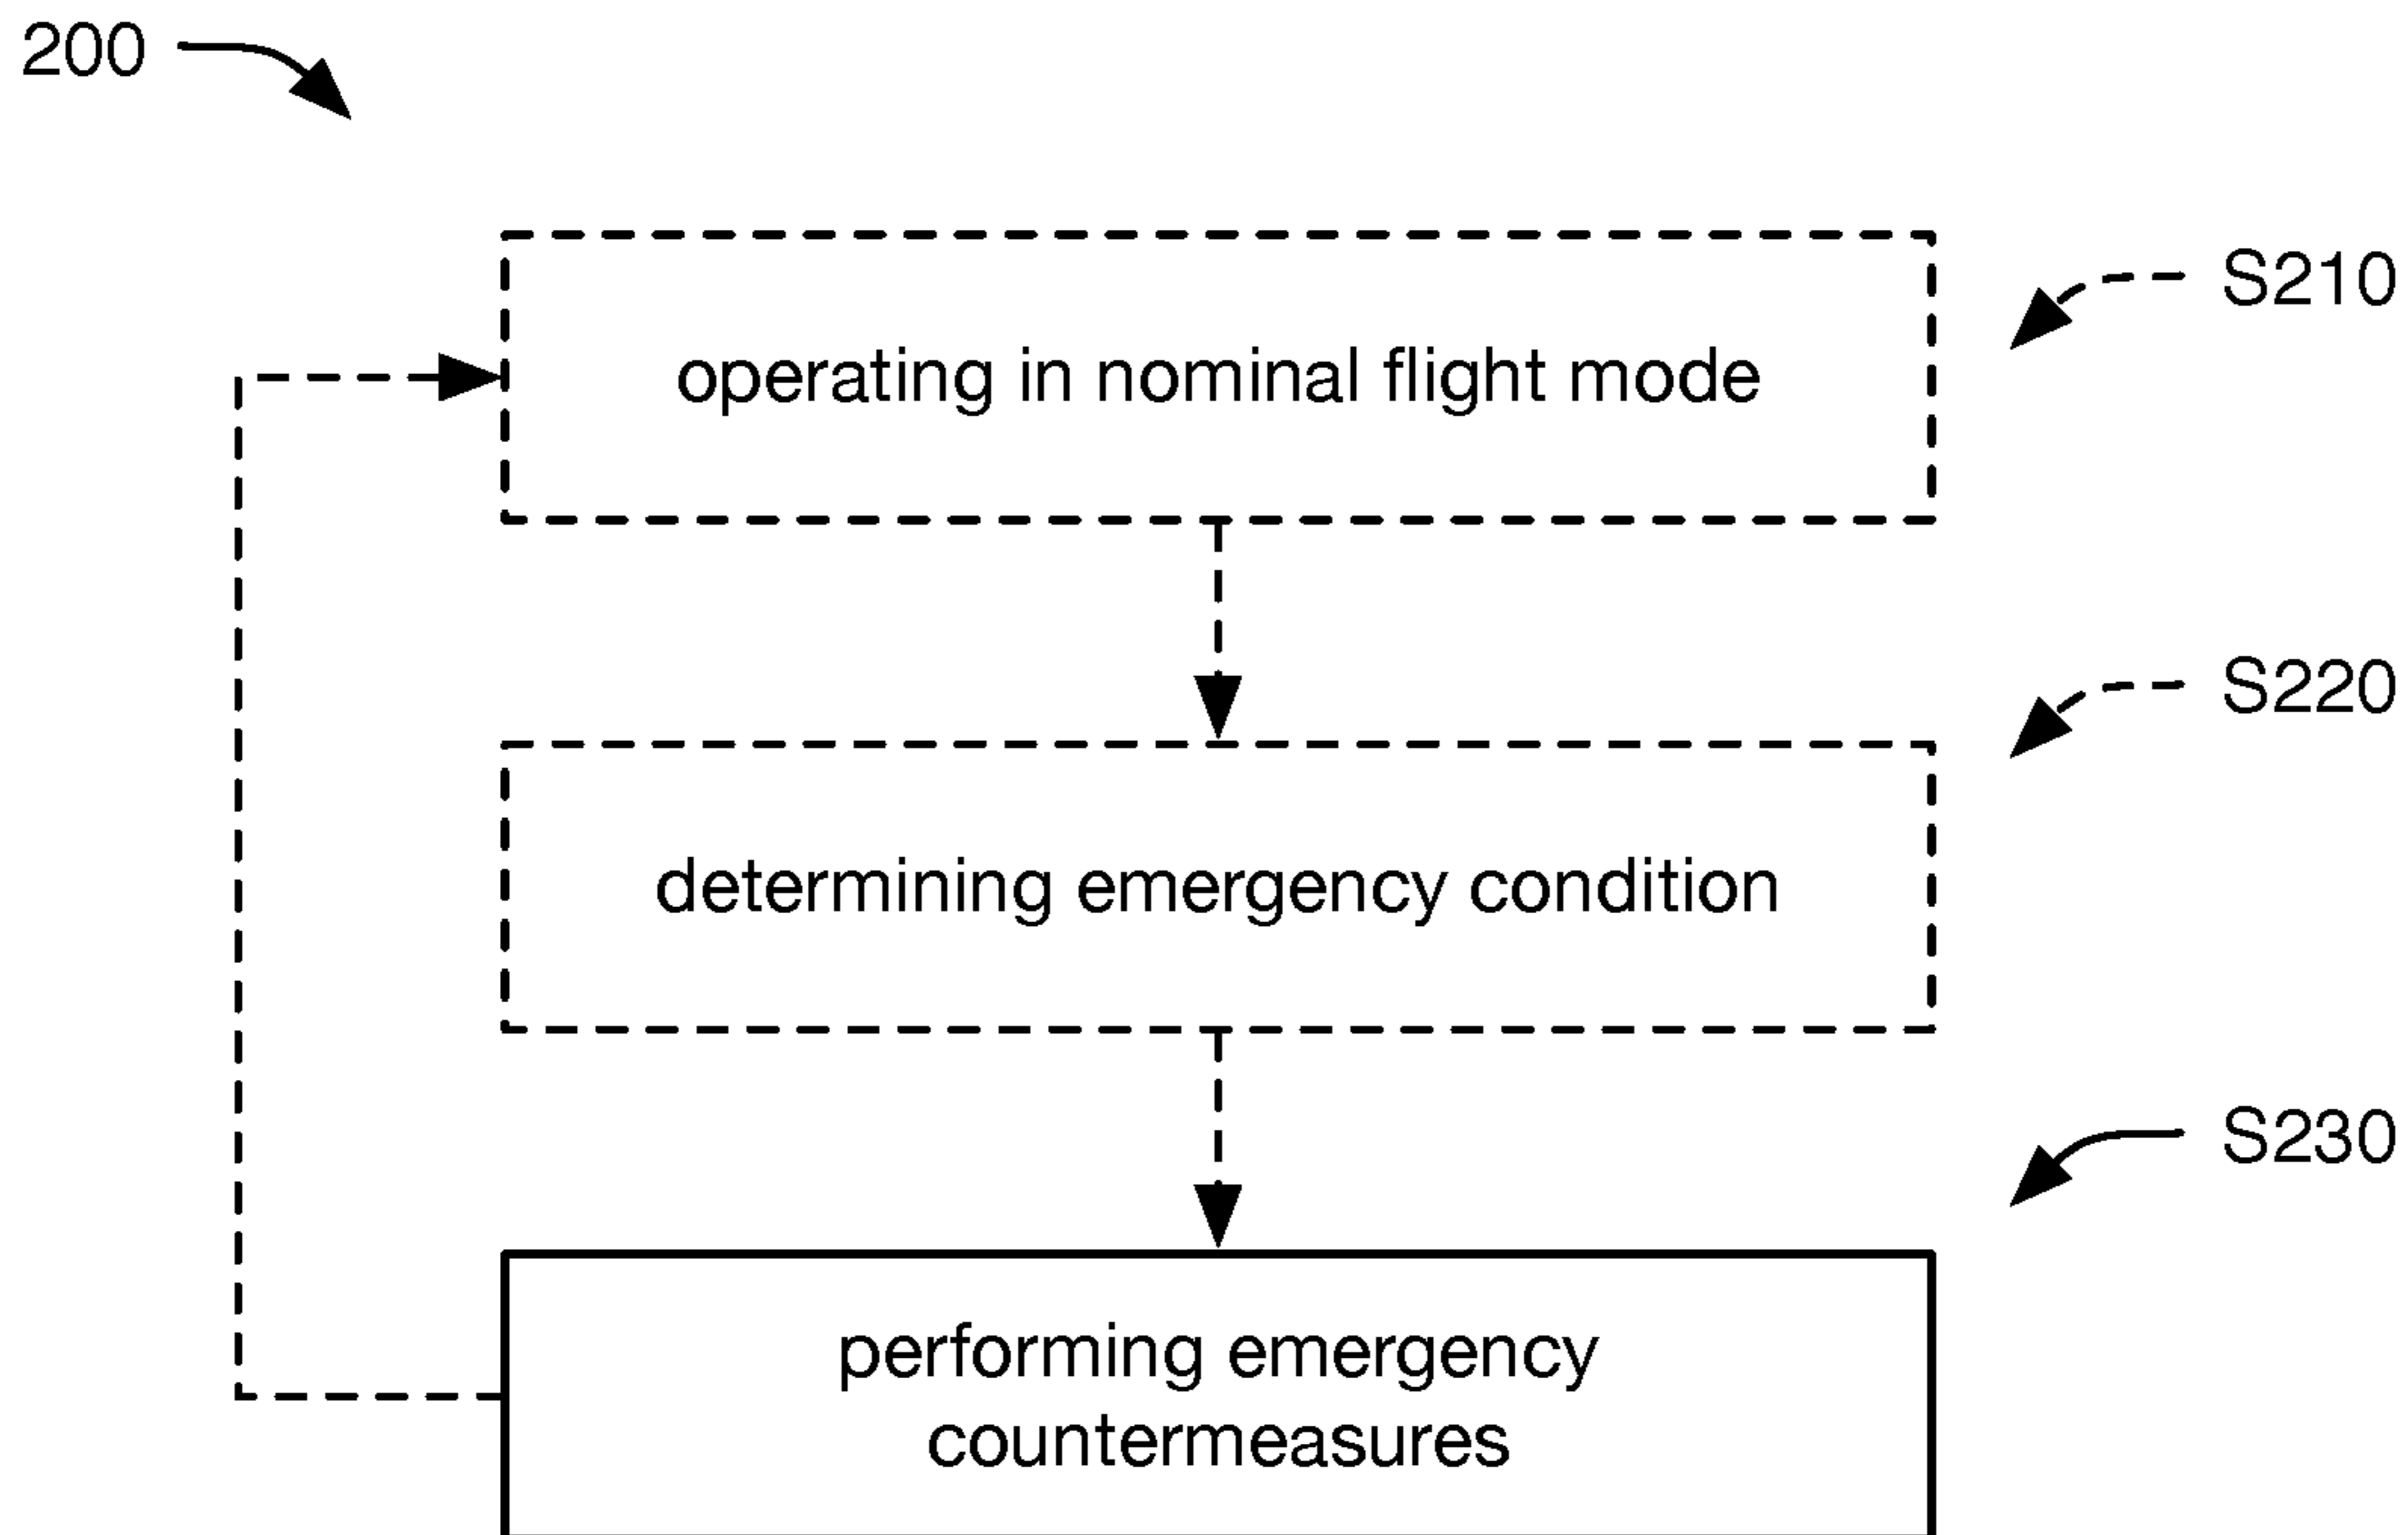 200
S210
operating in nominal flight mode
S220
determining emergency condition
S230
performing emergency
countermeasures